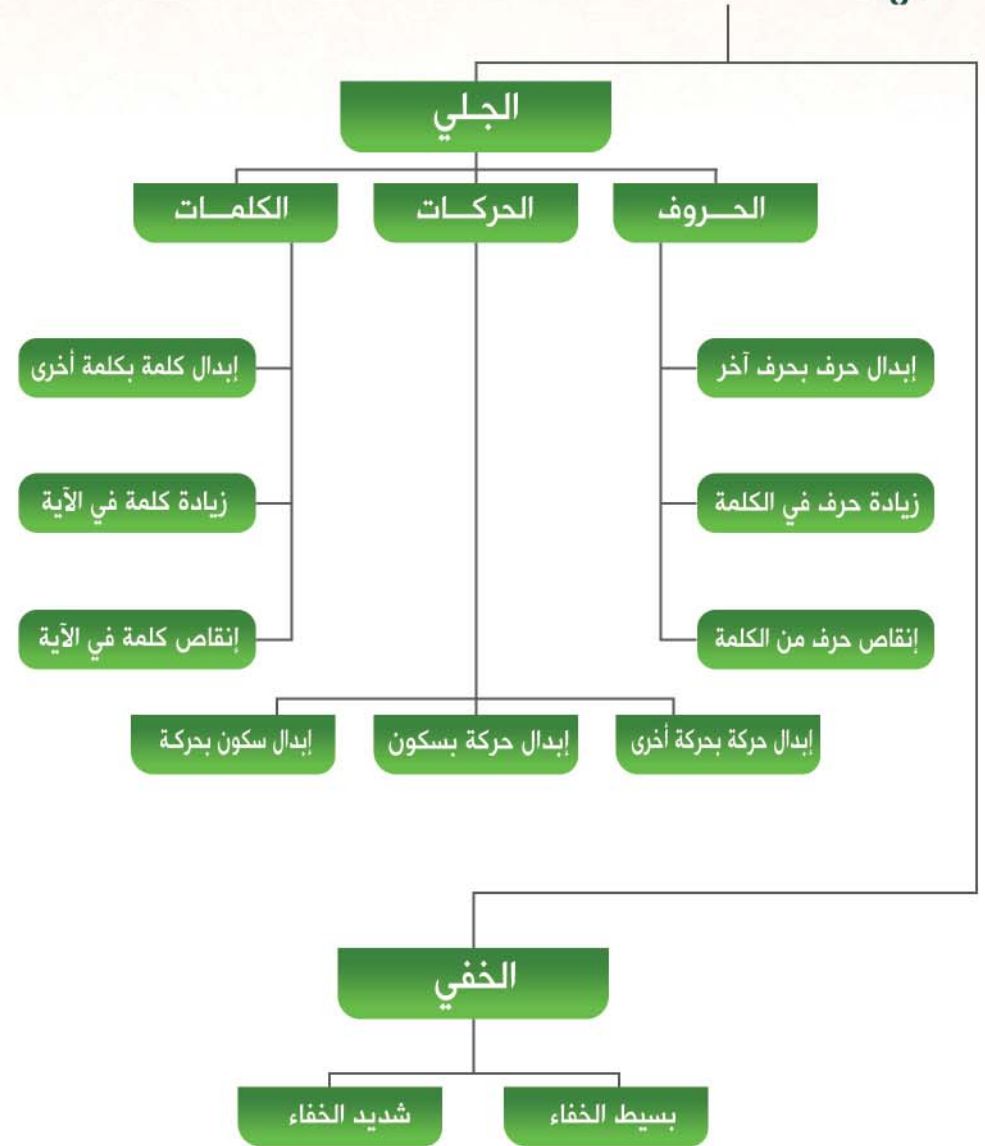 الجلي
الحروف
الحركات
الكلمات
إبدال حرف بحرف آخر
زيادة حرف في الكلمة
إنقاص حرف من الكلمة
إبدال حركة بحركة أخرى
إبدال حركة بسكون
إبدال سكون بحركة
إبدال كلمة بكلمة أخرى
زيادة كلمة في الآية
إنقاص كلمة في الآية
الخفي
بسيط الخفاء
شديد الخفاء